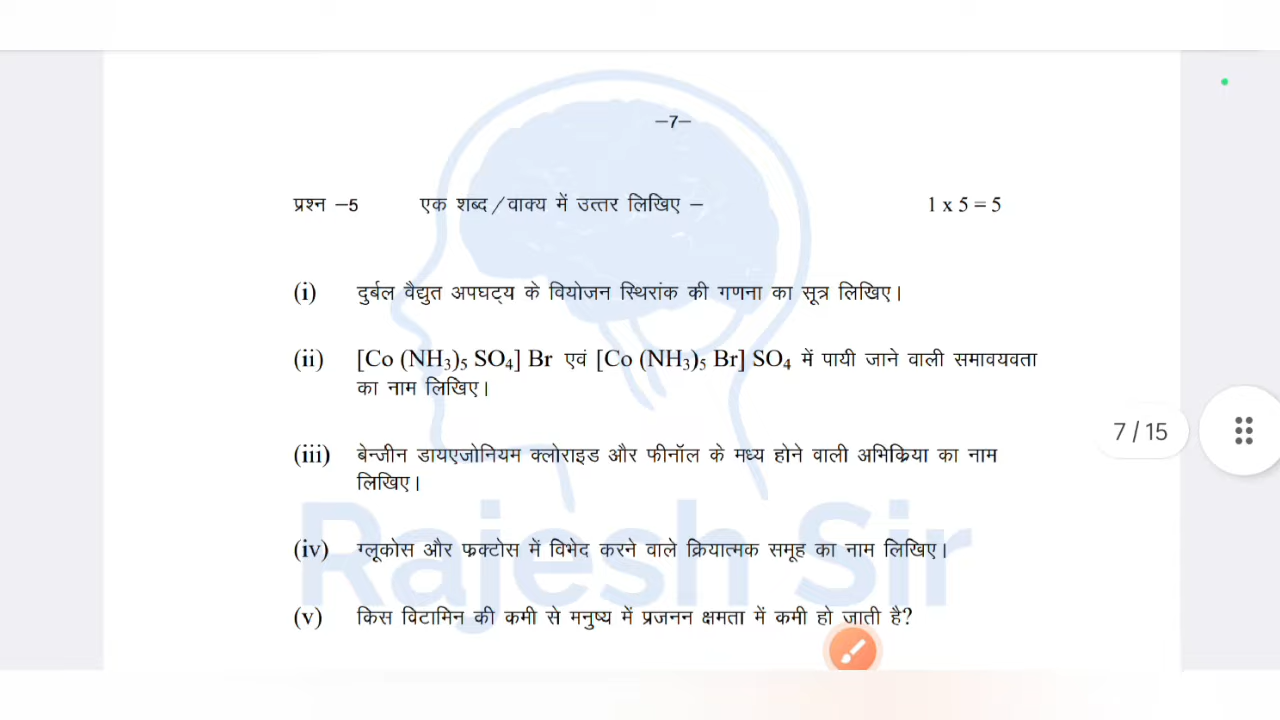 –7–
प्रश्न –5 एक शब्द/वाक्य में उत्तर लिखिए – 1 x 5 = 5
(i) दुर्बल वैद्युत अपघट्य के वियोजन स्थिरांक की गणना का सूत्र लिखिए।
(ii) [Co (NH₃)₅ SO₄] Br एवं [Co (NH₃)₅ Br] SO₄ में पायी जाने वाली समावयवता
का नाम लिखिए।
(iii) बेन्जीन डायएजोनियम क्लोराइड और फीनॉल के मध्य होने वाली अभिक्रिया का नाम
लिखिए।
7 / 15
(iv) ग्लूकोस और फ्रक्टोस में विभेद करने वाले क्रियात्मक समूह का नाम लिखिए।
Rajesh Sir
(v) किस विटामिन की कमी से मनुष्य में प्रजनन क्षमता में कमी हो जाती है?